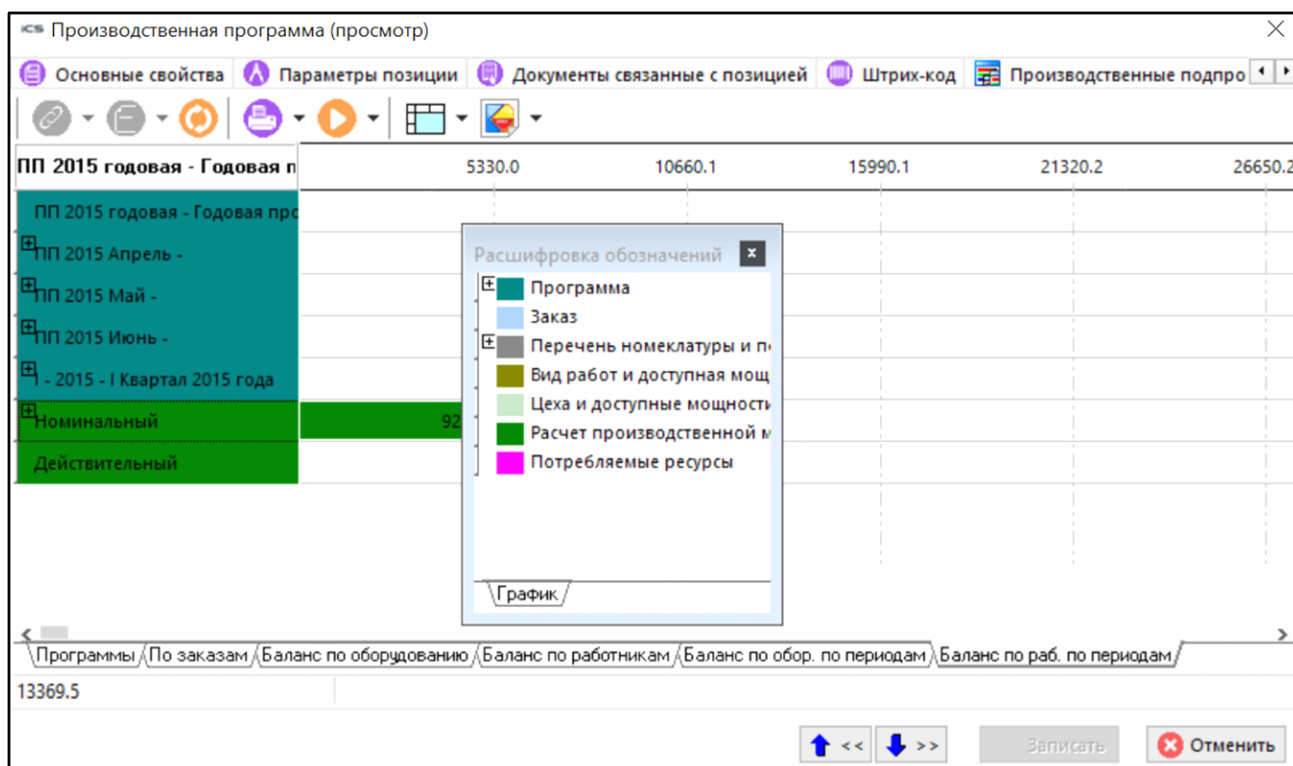 iCS Производственная программа (просмотр)
Основные свойства Параметры позиции Документы связанные с позицией Штрих-код Производственные подпро
ПП 2015 годовая - Годовая п 5330.0 10660.1 15990.1 21320.2 26650.2
ПП 2015 годовая - Годовая про
ПП 2015 Апрель -
ПП 2015 Май -
ПП 2015 Июнь -
I - 2015 - I Квартал 2015 года
Номинальный 92
Действительный
Расшифровка обозначений
Программа
Заказ
Перечень номеклатуры и по
Вид работ и доступная мощ
Цеха и доступные мощности
Расчет производственной м
Потребляемые ресурсы
График
Программы По заказам Баланс по оборудованию Баланс по работникам Баланс по обор. по периодам Баланс по раб. по периодам
13369.5
<< >> Записать Отменить